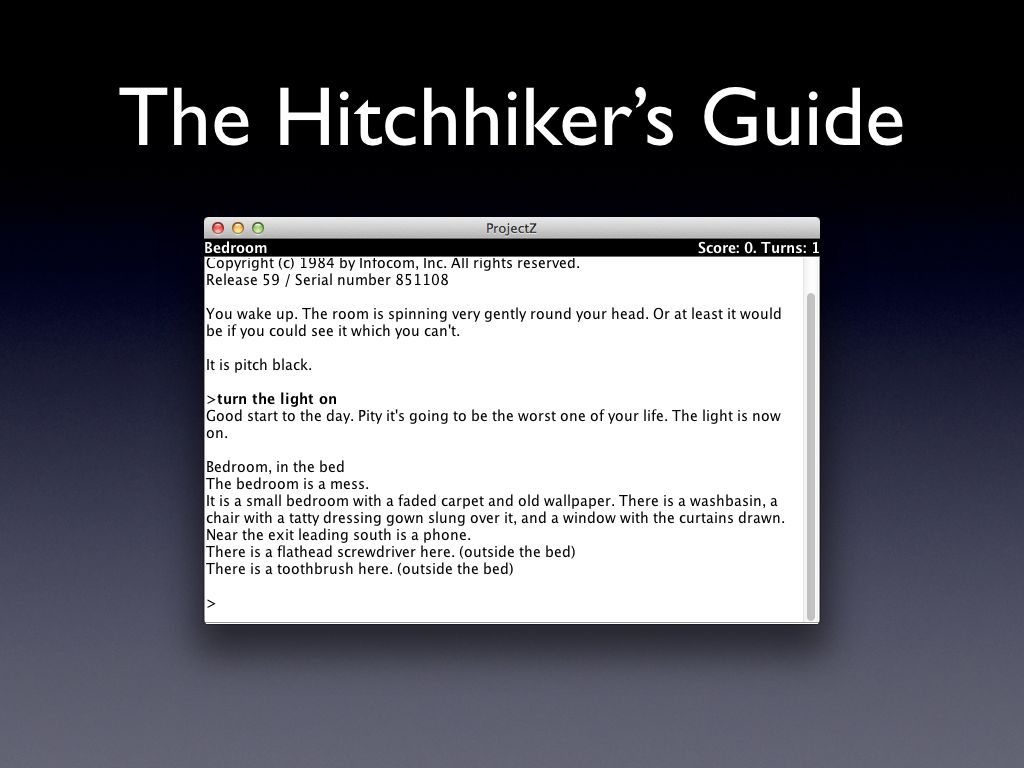 The Hitchhiker’s Guide
ProjectZ
Bedroom Score: 0. Turns: 1
Copyright (c) 1984 by Infocom, Inc. All rights reserved.
Release 59 / Serial number 851108
You wake up. The room is spinning very gently round your head. Or at least it would
be if you could see it which you can't.
It is pitch black.
>turn the light on
Good start to the day. Pity it's going to be the worst one of your life. The light is now
on.
Bedroom, in the bed
The bedroom is a mess.
It is a small bedroom with a faded carpet and old wallpaper. There is a washbasin, a
chair with a tatty dressing gown slung over it, and a window with the curtains drawn.
Near the exit leading south is a phone.
There is a flathead screwdriver here. (outside the bed)
There is a toothbrush here. (outside the bed)
>